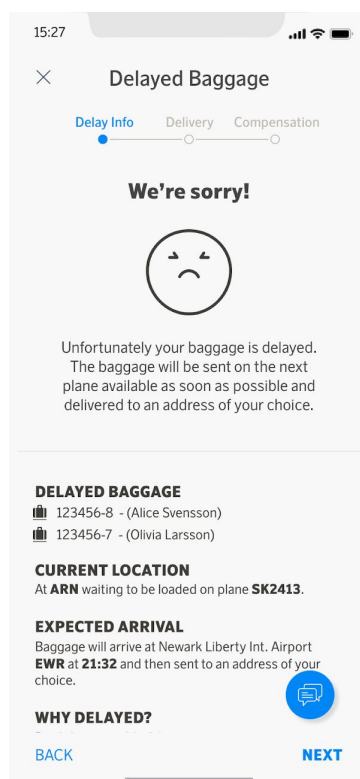 15:27
Delayed Baggage
Delay Info Delivery Compensation
We're sorry!
Unfortunately your baggage is delayed.
The baggage will be sent on the next
plane available as soon as possible and
delivered to an address of your choice.
DELAYED BAGGAGE
123456-8 - (Alice Svensson)
123456-7 - (Olivia Larsson)
CURRENT LOCATION
At ARN waiting to be loaded on plane SK2413.
EXPECTED ARRIVAL
Baggage will arrive at Newark Liberty Int. Airport
EWR at 21:32 and then sent to an address of your
choice.
WHY DELAYED?
BACK NEXT